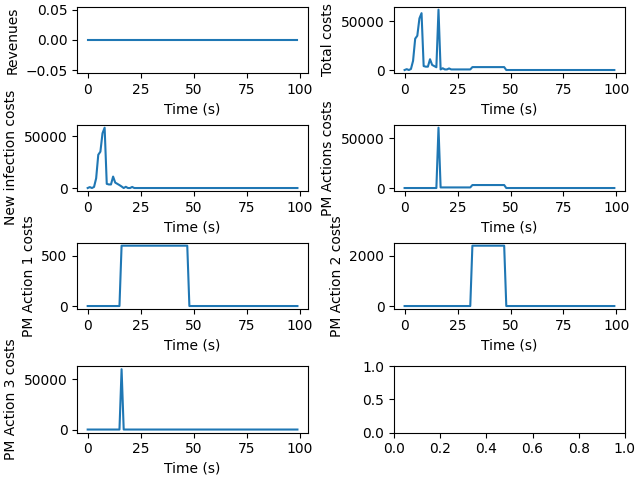 Revenues
0.05
0.00
−0.05
0 25 50 75 100
Time (s)
Total costs
50000
0
0 25 50 75 100
Time (s)
New infection costs
50000
0
0 25 50 75 100
Time (s)
PM Actions costs
50000
0
0 25 50 75 100
Time (s)
PM Action 1 costs
500
0
0 25 50 75 100
Time (s)
PM Action 2 costs
2000
0
0 25 50 75 100
Time (s)
PM Action 3 costs
50000
0
0 25 50 75 100
Time (s)
1.0
0.5
0.0
0.0 0.2 0.4 0.6 0.8 1.0